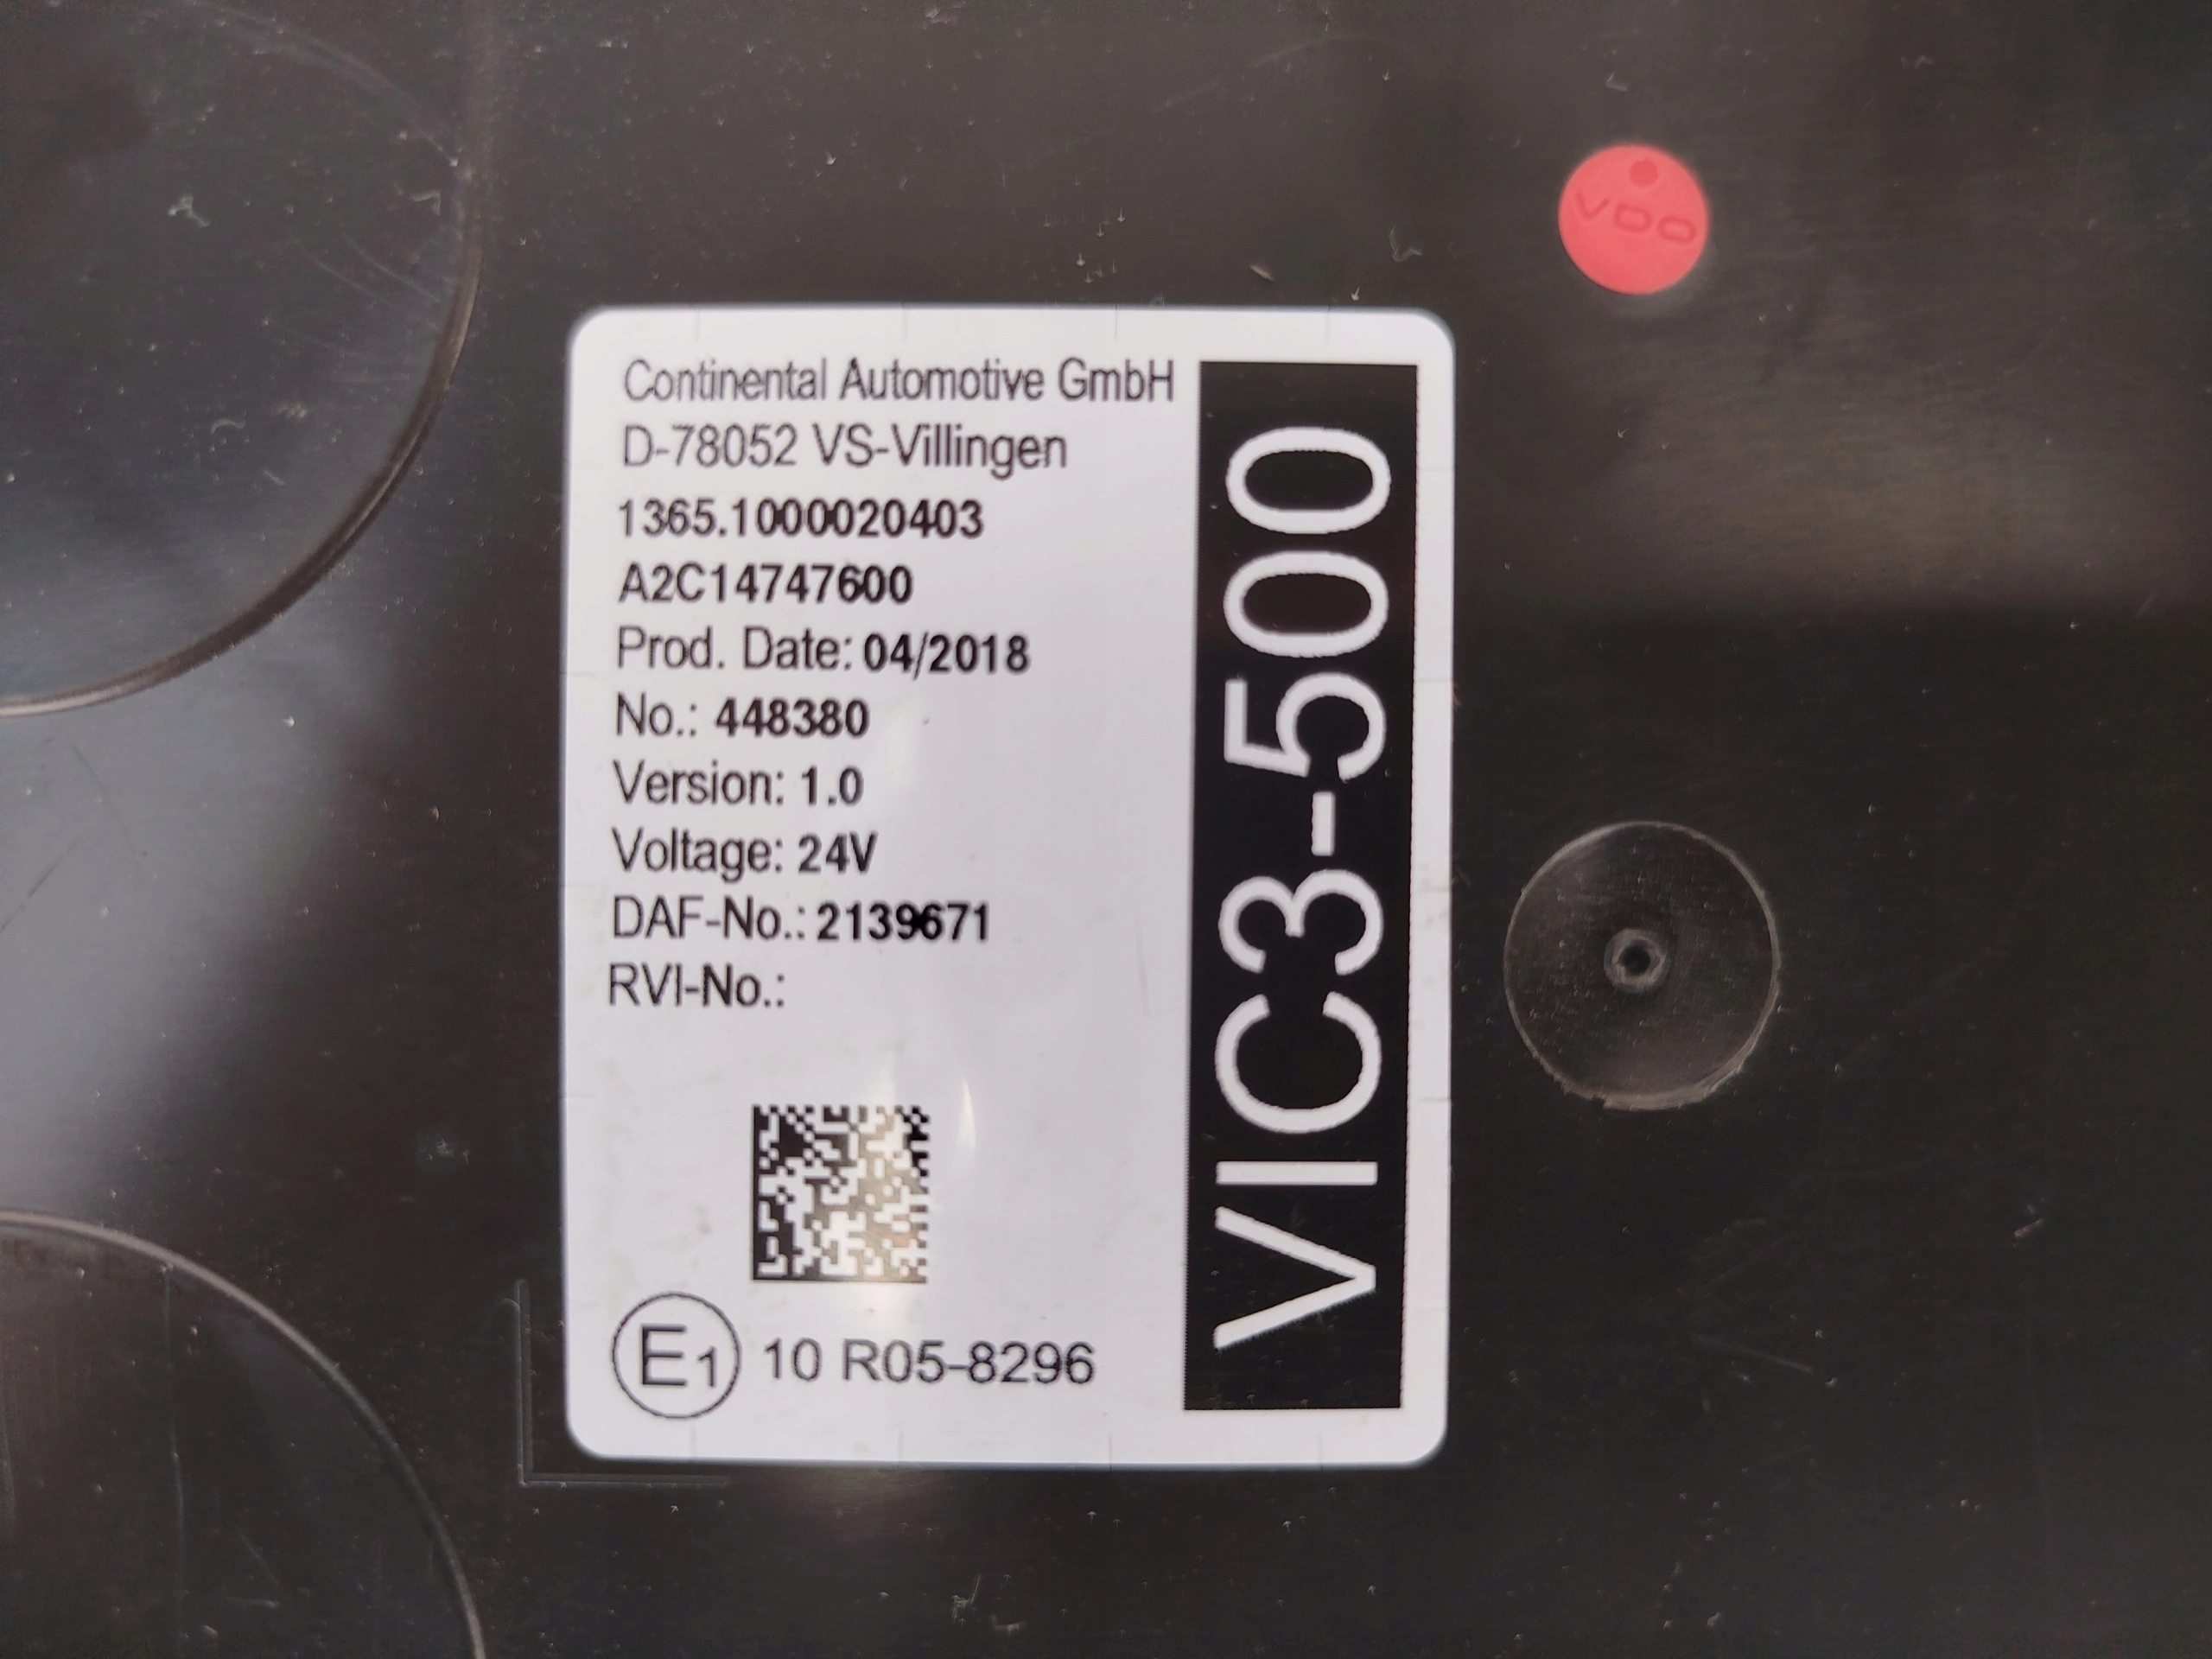 VDO
Continental Automotive GmbH
D-78052 VS-Villingen
1365.1000020403
A2C14747600
Prod. Date: 04/2018
No.: 448380
Version: 1.0
Voltage: 24V
DAF-No.: 2139671
RVI-No.:
E1 10 R05-8296
VIC3-500